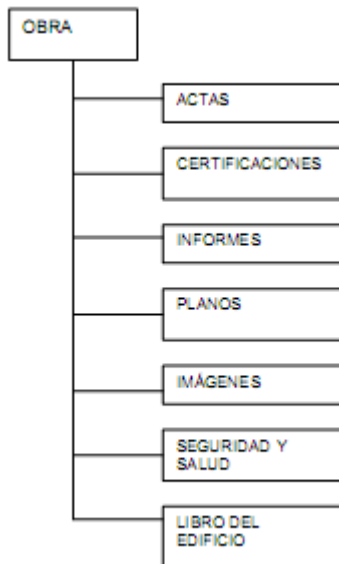 OBRA
ACTAS
CERTIFICACIONES
INFORMES
PLANOS
IMÁGENES
SEGURIDAD Y
SALUD
LIBRO DEL
EDIFICIO